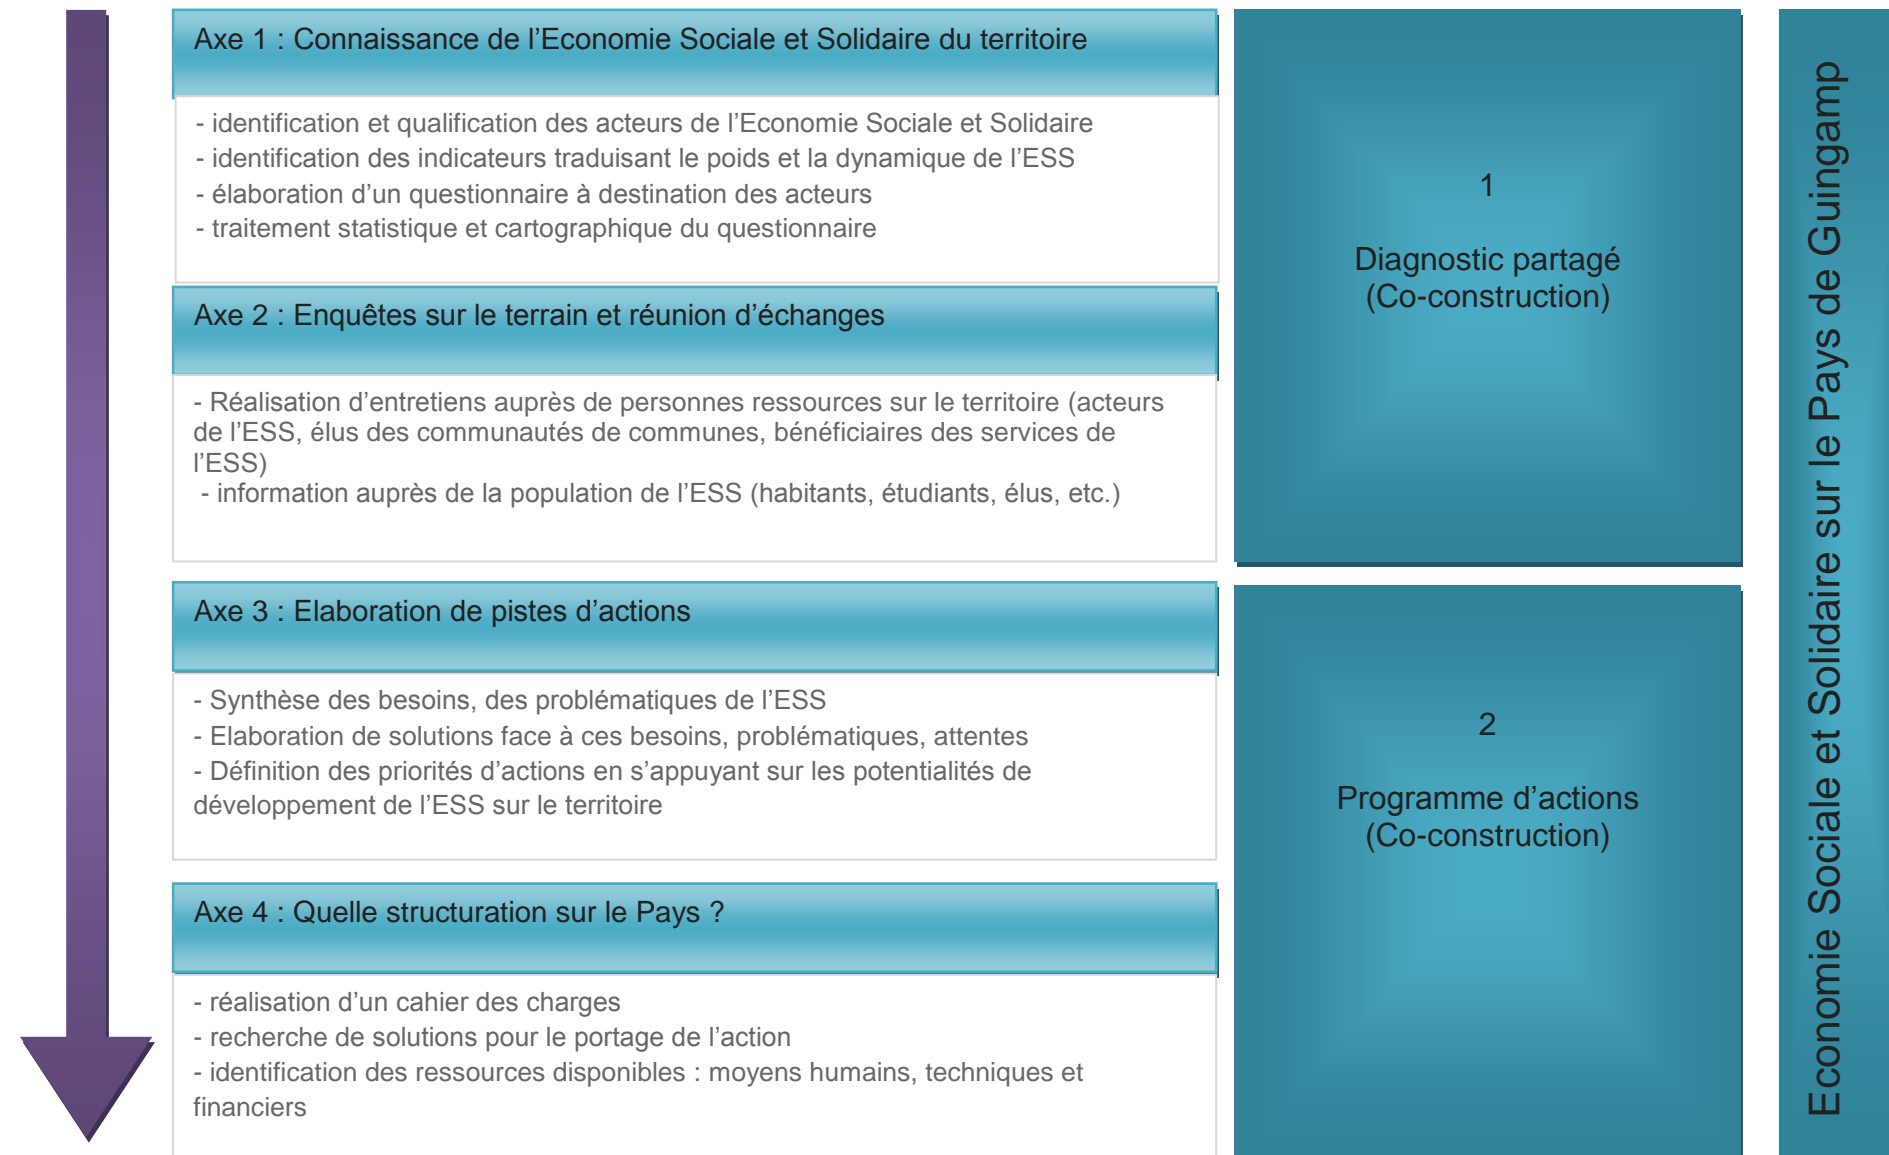 Axe 1 : Connaissance de l’Economie Sociale et Solidaire du territoire
- identification et qualification des acteurs de l’Economie Sociale et Solidaire
- identification des indicateurs traduisant le poids et la dynamique de l’ESS
- élaboration d’un questionnaire à destination des acteurs
- traitement statistique et cartographique du questionnaire
Axe 2 : Enquêtes sur le terrain et réunion d’échanges
- Réalisation d’entretiens auprès de personnes ressources sur le territoire (acteurs
de l’ESS, élus des communautés de communes, bénéficiaires des services de
l’ESS)
- information auprès de la population de l’ESS (habitants, étudiants, élus, etc.)
1
Diagnostic partagé
(Co-construction)
Axe 3 : Elaboration de pistes d’actions
- Synthèse des besoins, des problématiques de l’ESS
- Elaboration de solutions face à ces besoins, problématiques, attentes
- Définition des priorités d’actions en s’appuyant sur les potentialités de
développement de l’ESS sur le territoire
Axe 4 : Quelle structuration sur le Pays ?
- réalisation d’un cahier des charges
- recherche de solutions pour le portage de l’action
- identification des ressources disponibles : moyens humains, techniques et
financiers
2
Programme d’actions
(Co-construction)
Economie Sociale et Solidaire sur le Pays de Guingamp